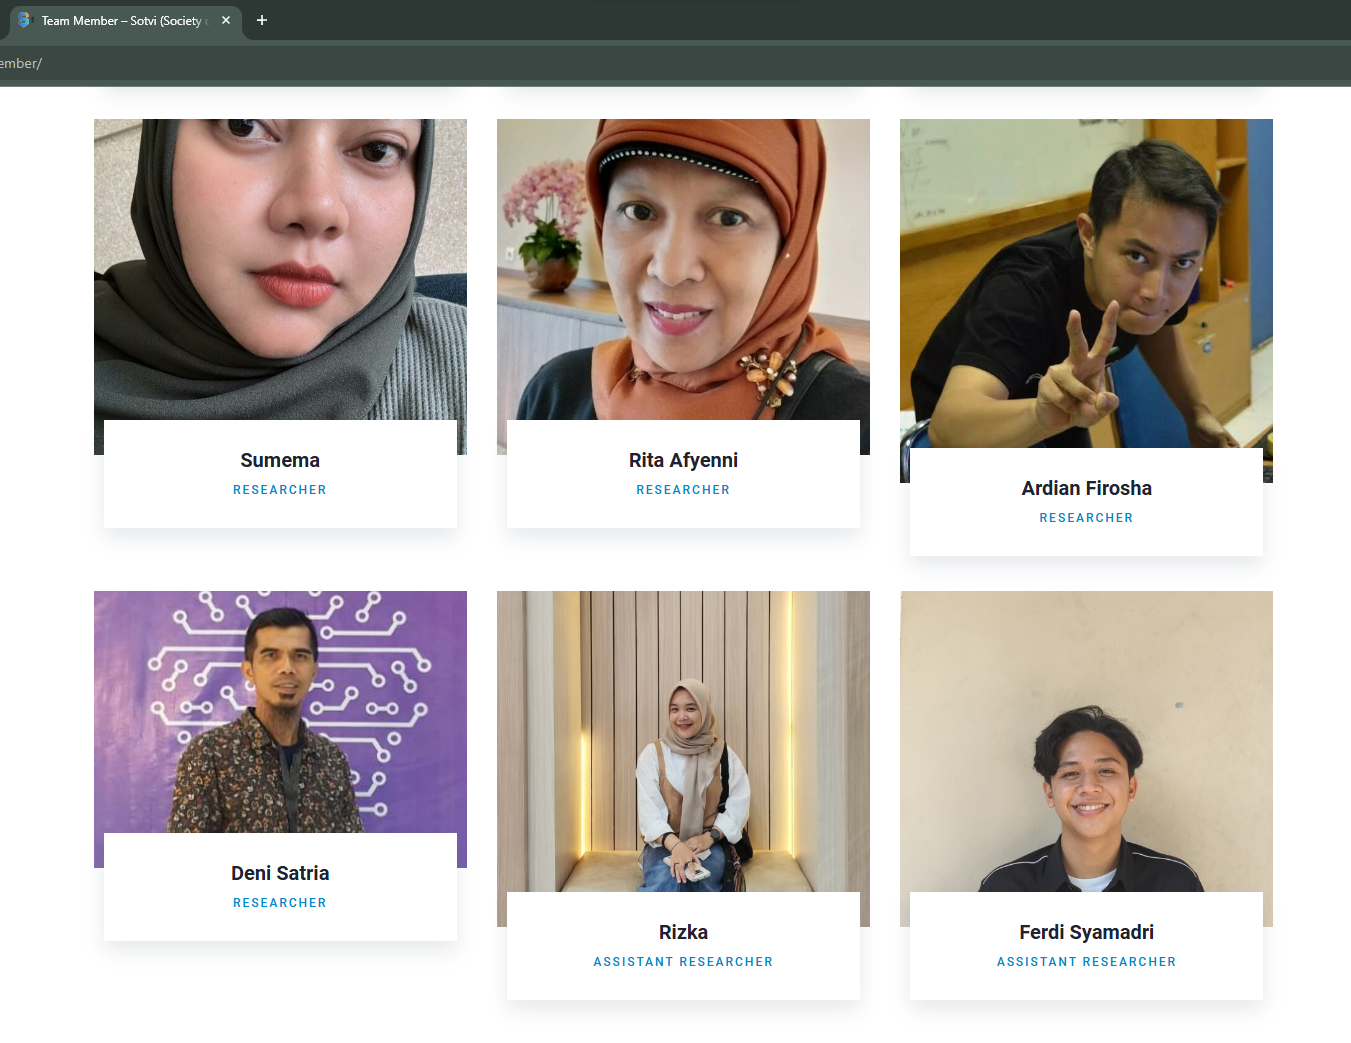 Team Member – Sotvi (Society
ember/
Sumema
RESEARCHER
Rita Afyenni
RESEARCHER
Ardian Firosha
RESEARCHER
Deni Satria
RESEARCHER
Rizka
ASSISTANT RESEARCHER
Ferdi Syamadri
ASSISTANT RESEARCHER